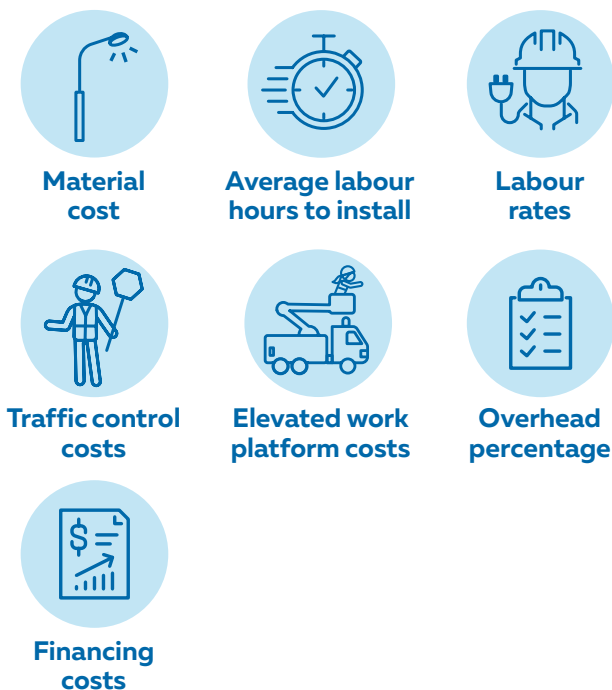 Material
cost
Average labour
hours to install
Labour
rates
Traffic control
costs
Elevated work
platform costs
Overhead
percentage
$
Financing
costs